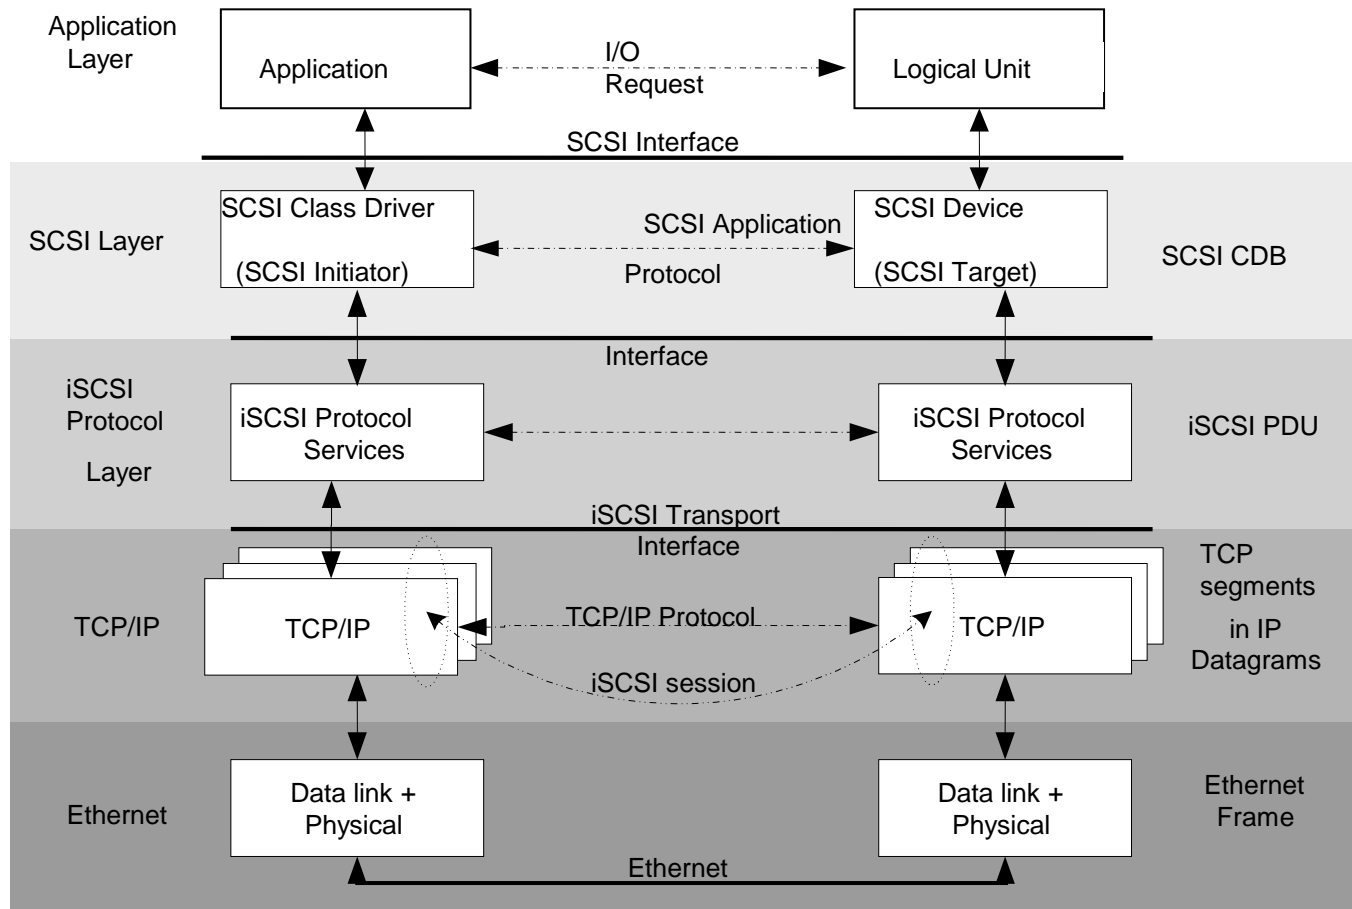 Application
Layer
Application
I/O
Request
Logical Unit
SCSI Interface
SCSI Layer
SCSI Class Driver
(SCSI Initiator)
SCSI Application
Protocol
SCSI Device
(SCSI Target)
SCSI CDB
Interface
iSCSI
Protocol
Layer
iSCSI Protocol
Services
iSCSI Protocol
Services
iSCSI PDU
iSCSI Transport
Interface
TCP/IP
TCP/IP
TCP/IP Protocol
iSCSI session
TCP/IP
TCP
segments
in IP
Datagrams
Ethernet
Data link +
Physical
Data link +
Physical
Ethernet
Frame
Ethernet